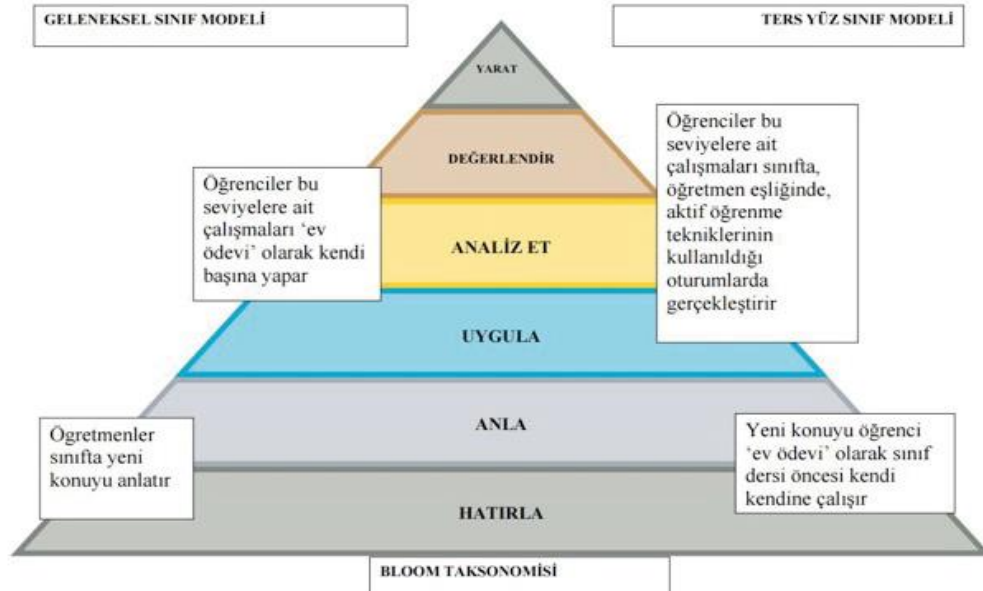 GELENEKSEL SINIF MODELİ
TERS YÜZ SINIF MODELİ
YARAT
DEĞERLENDİR
ANALİZ ET
UYGULA
ANLA
HATIRLA
Öğrenciler bu
seviyelere ait
çalışmaları ‘ev
ödevi’ olarak kendi
başına yapar
Öğrenciler bu
seviyelere ait
çalışmaları sınıfta,
öğretmen eşliğinde,
aktif öğrenme
tekniklerinin
kullanıldığı
oturumlarda
gerçekleştirir
Ögretmenler
sınıfta yeni
konuyu anlatır
Yeni konuyu öğrenci
‘ev ödevi’ olarak sınıf
dersi öncesi kendi
kendine çalışır
BLOOM TAKSONOMİSİ